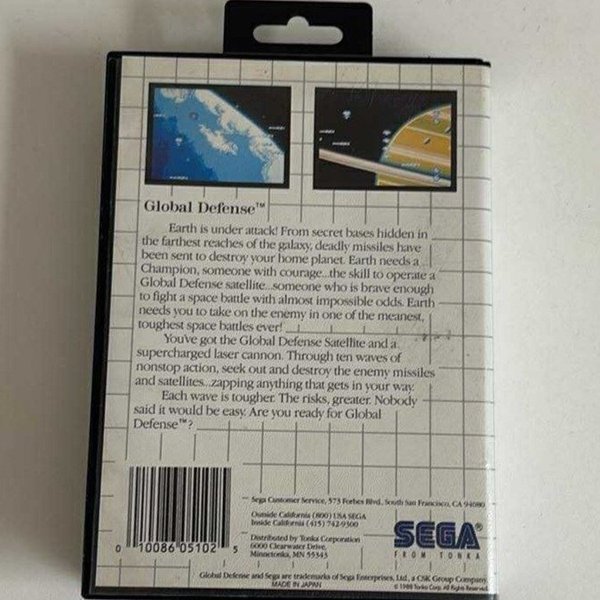 Global Defense™
Earth is under attack! From secret bases hidden in
the farthest reaches of the galaxy, deadly missiles have
been sent to destroy your home planet. Earth needs a
Champion, someone with courage...the skill to operate a
Global Defense satellite...someone who is brave enough
to fight a space battle with almost impossible odds. Earth
needs you to take on the enemy in one of the meanest,
toughest space battles ever!
You've got the Global Defense Satellite and a
supercharged laser cannon. Through ten waves of
nonstop action, seek out and destroy the enemy missiles
and satellites...zapping anything that gets in your way.
Each wave is tougher. The risks, greater. Nobody
said it would be easy. Are you ready for Global
Defense™?
Sega Customer Service, 573 Forbes Blvd., South San Francisco, CA 94080
Outside California (800) USA SEGA
Inside California (415) 742-9300
Distributed by Tonka Corporation
6000 Clearwater Drive,
Minnetonka, MN 55343
SEGA®
FROM TONKA
0 10086 05102 5
Global Defense and Sega are trademarks of Sega Enterprises, Ltd., a CSK Group Company
MADE IN JAPAN
© 1988 Tonka Corp. All Rights Reserved.